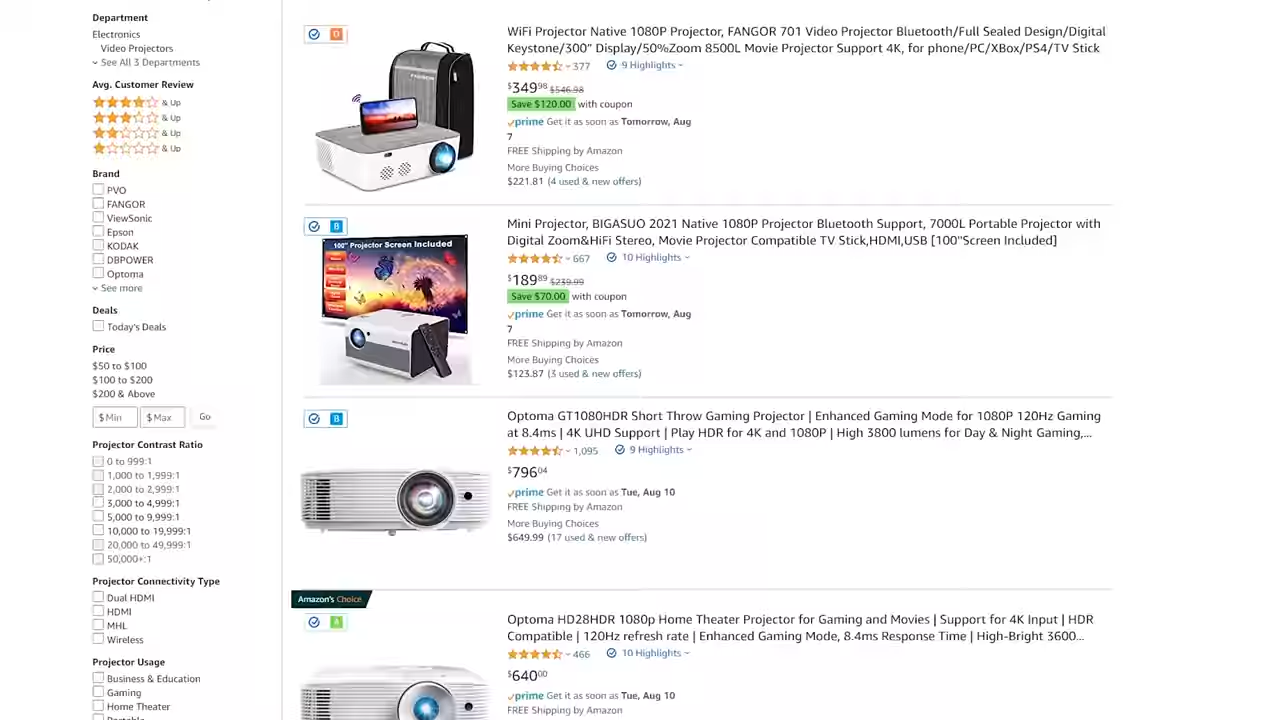 Department
Electronics
Video Projectors
See All 3 Departments
Avg. Customer Review
& Up
& Up
& Up
& Up
Brand
PVO
FANGOR
ViewSonic
Epson
KODAK
DBPOWER
Optoma
See more
Deals
Today's Deals
Price
$50 to $100
$100 to $200
$200 & Above
$ Min $ Max Go
Projector Contrast Ratio
0 to 999:1
1,000 to 1,999:1
2,000 to 2,999:1
3,000 to 4,999:1
5,000 to 9,999:1
10,000 to 19,999:1
20,000 to 49,999:1
50,000+:1
Projector Connectivity Type
Dual HDMI
HDMI
MHL
Wireless
Projector Usage
Business & Education
Gaming
Home Theater
D
WiFi Projector Native 1080P Projector, FANGOR 701 Video Projector Bluetooth/Full Sealed Design/Digital
Keystone/300" Display/50%Zoom 8500L Movie Projector Support 4K, for phone/PC/XBox/PS4/TV Stick
377 9 Highlights
$349 98 $546.98
Save $120.00 with coupon
prime Get it as soon as Tomorrow, Aug
7
FREE Shipping by Amazon
More Buying Choices
$221.81 (4 used & new offers)
B
100" Projector Screen Included
Mini Projector, BIGASUO 2021 Native 1080P Projector Bluetooth Support, 7000L Portable Projector with
Digital Zoom&HiFi Stereo, Movie Projector Compatible TV Stick,HDMI,USB [100"Screen Included]
667 10 Highlights
$189 89 $239.99
Save $70.00 with coupon
prime Get it as soon as Tomorrow, Aug
7
FREE Shipping by Amazon
More Buying Choices
$123.87 (3 used & new offers)
B
Optoma GT1080HDR Short Throw Gaming Projector | Enhanced Gaming Mode for 1080P 120Hz Gaming
at 8.4ms | 4K UHD Support | Play HDR for 4K and 1080P | High 3800 lumens for Day & Night Gaming,...
1,095 9 Highlights
$796 04
prime Get it as soon as Tue, Aug 10
FREE Shipping by Amazon
More Buying Choices
$649.99 (17 used & new offers)
Amazon's Choice
A
Optoma HD28HDR 1080p Home Theater Projector for Gaming and Movies | Support for 4K Input | HDR
Compatible | 120Hz refresh rate | Enhanced Gaming Mode, 8.4ms Response Time | High-Bright 3600...
466 10 Highlights
$640 00
prime Get it as soon as Tue, Aug 10
FREE Shipping by Amazon